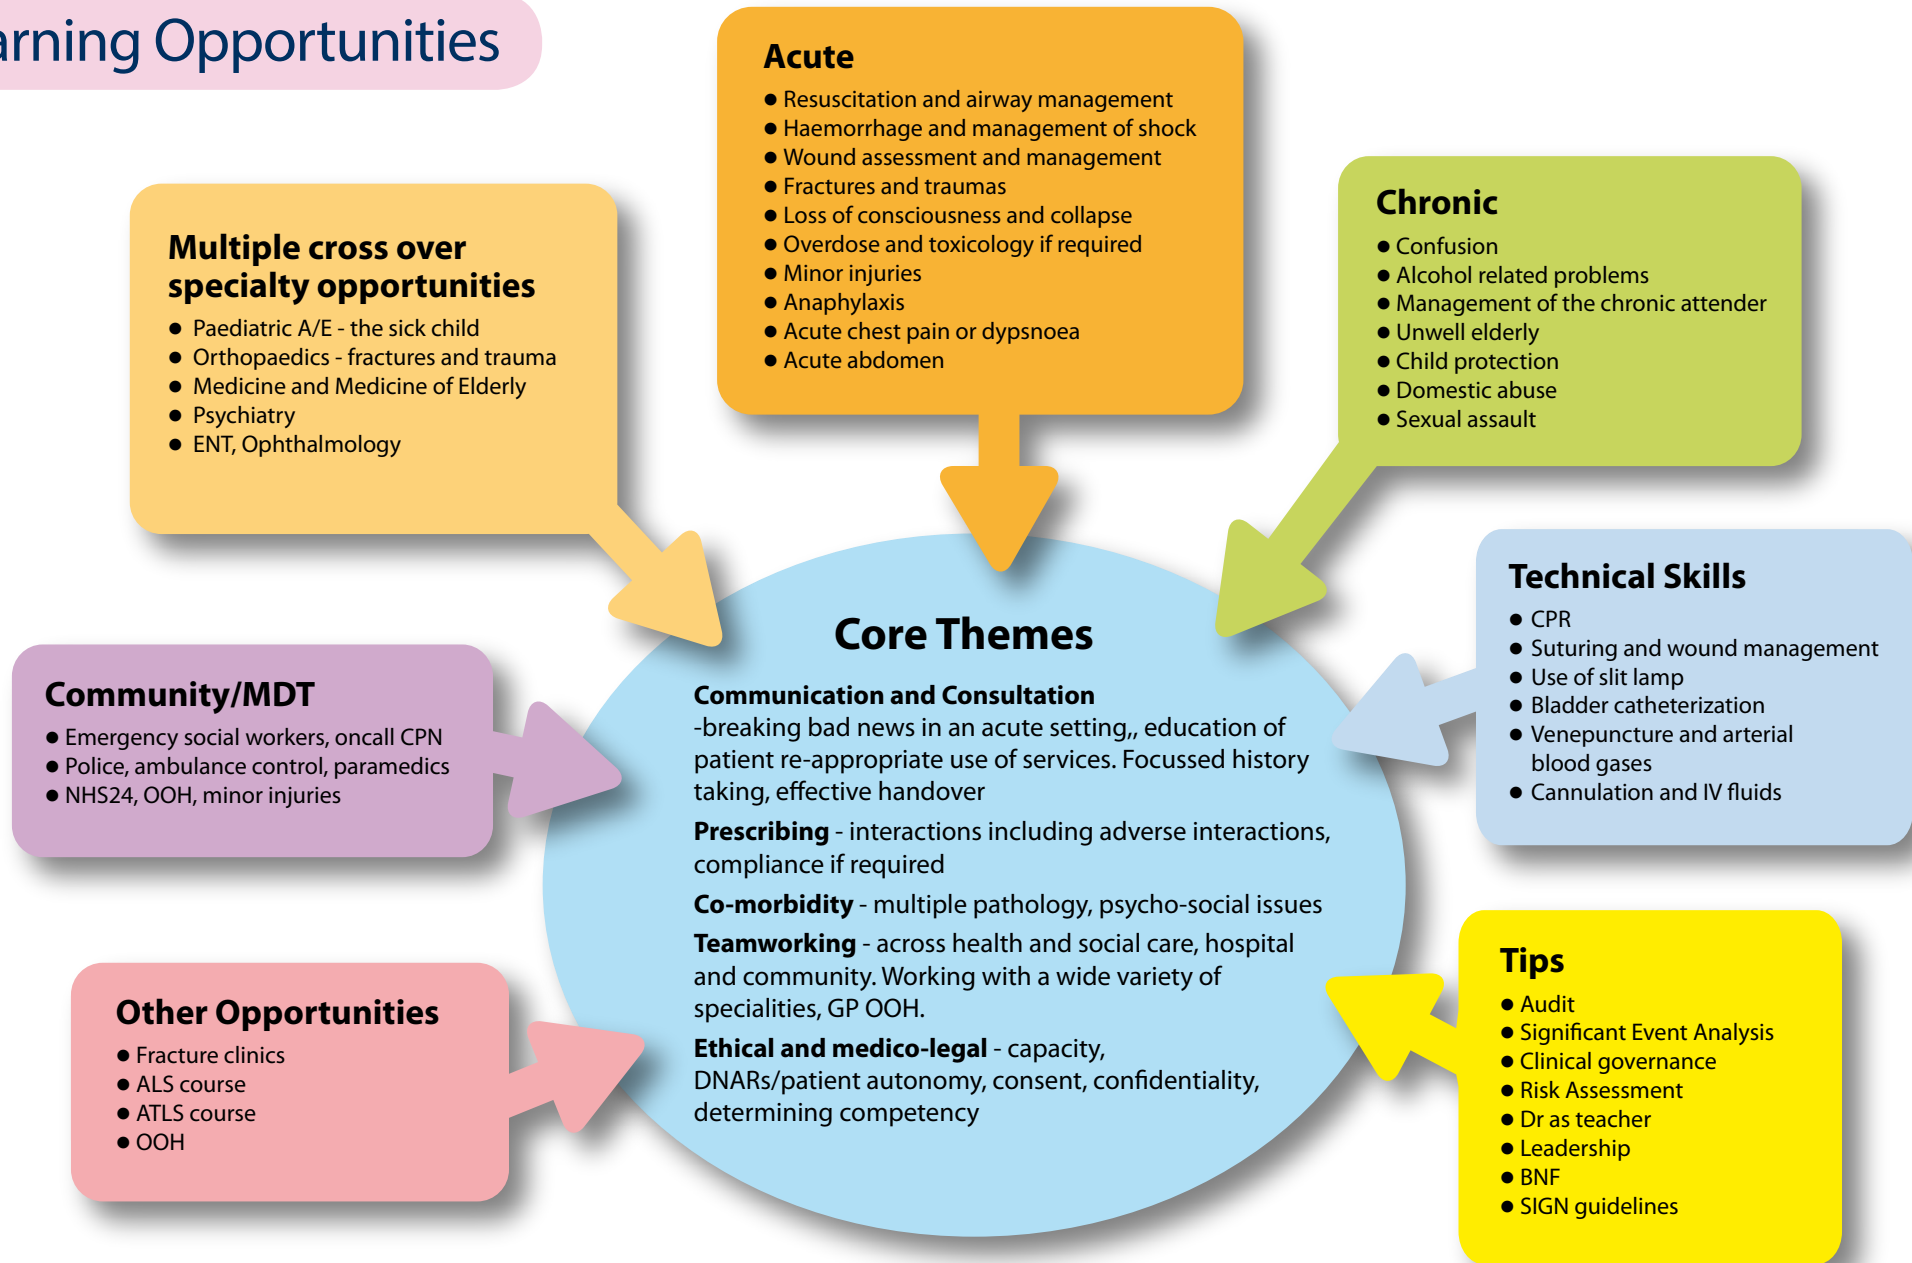 arning Opportunities
Acute
● Resuscitation and airway management
● Haemorrhage and management of shock
● Wound assessment and management
● Fractures and traumas
● Loss of consciousness and collapse
● Overdose and toxicology if required
● Minor injuries
● Anaphylaxis
● Acute chest pain or dypsnoea
● Acute abdomen
Multiple cross over
specialty opportunities
● Paediatric A/E - the sick child
● Orthopaedics - fractures and trauma
● Medicine and Medicine of Elderly
● Psychiatry
● ENT, Ophthalmology
Chronic
● Confusion
● Alcohol related problems
● Management of the chronic attender
● Unwell elderly
● Child protection
● Domestic abuse
● Sexual assault
Technical Skills
● CPR
● Suturing and wound management
● Use of slit lamp
● Bladder catheterization
● Venepuncture and arterial
blood gases
● Cannulation and IV fluids
Community/MDT
● Emergency social workers, oncall CPN
● Police, ambulance control, paramedics
● NHS24, OOH, minor injuries
Core Themes
Communication and Consultation
-breaking bad news in an acute setting,, education of
patient re-appropriate use of services. Focussed history
taking, effective handover
Prescribing - interactions including adverse interactions,
compliance if required
Co-morbidity - multiple pathology, psycho-social issues
Teamworking - across health and social care, hospital
and community. Working with a wide variety of
specialities, GP OOH.
Ethical and medico-legal - capacity,
DNARs/patient autonomy, consent, confidentiality,
determining competency
Other Opportunities
● Fracture clinics
● ALS course
● ATLS course
● OOH
Tips
● Audit
● Significant Event Analysis
● Clinical governance
● Risk Assessment
● Dr as teacher
● Leadership
● BNF
● SIGN guidelines